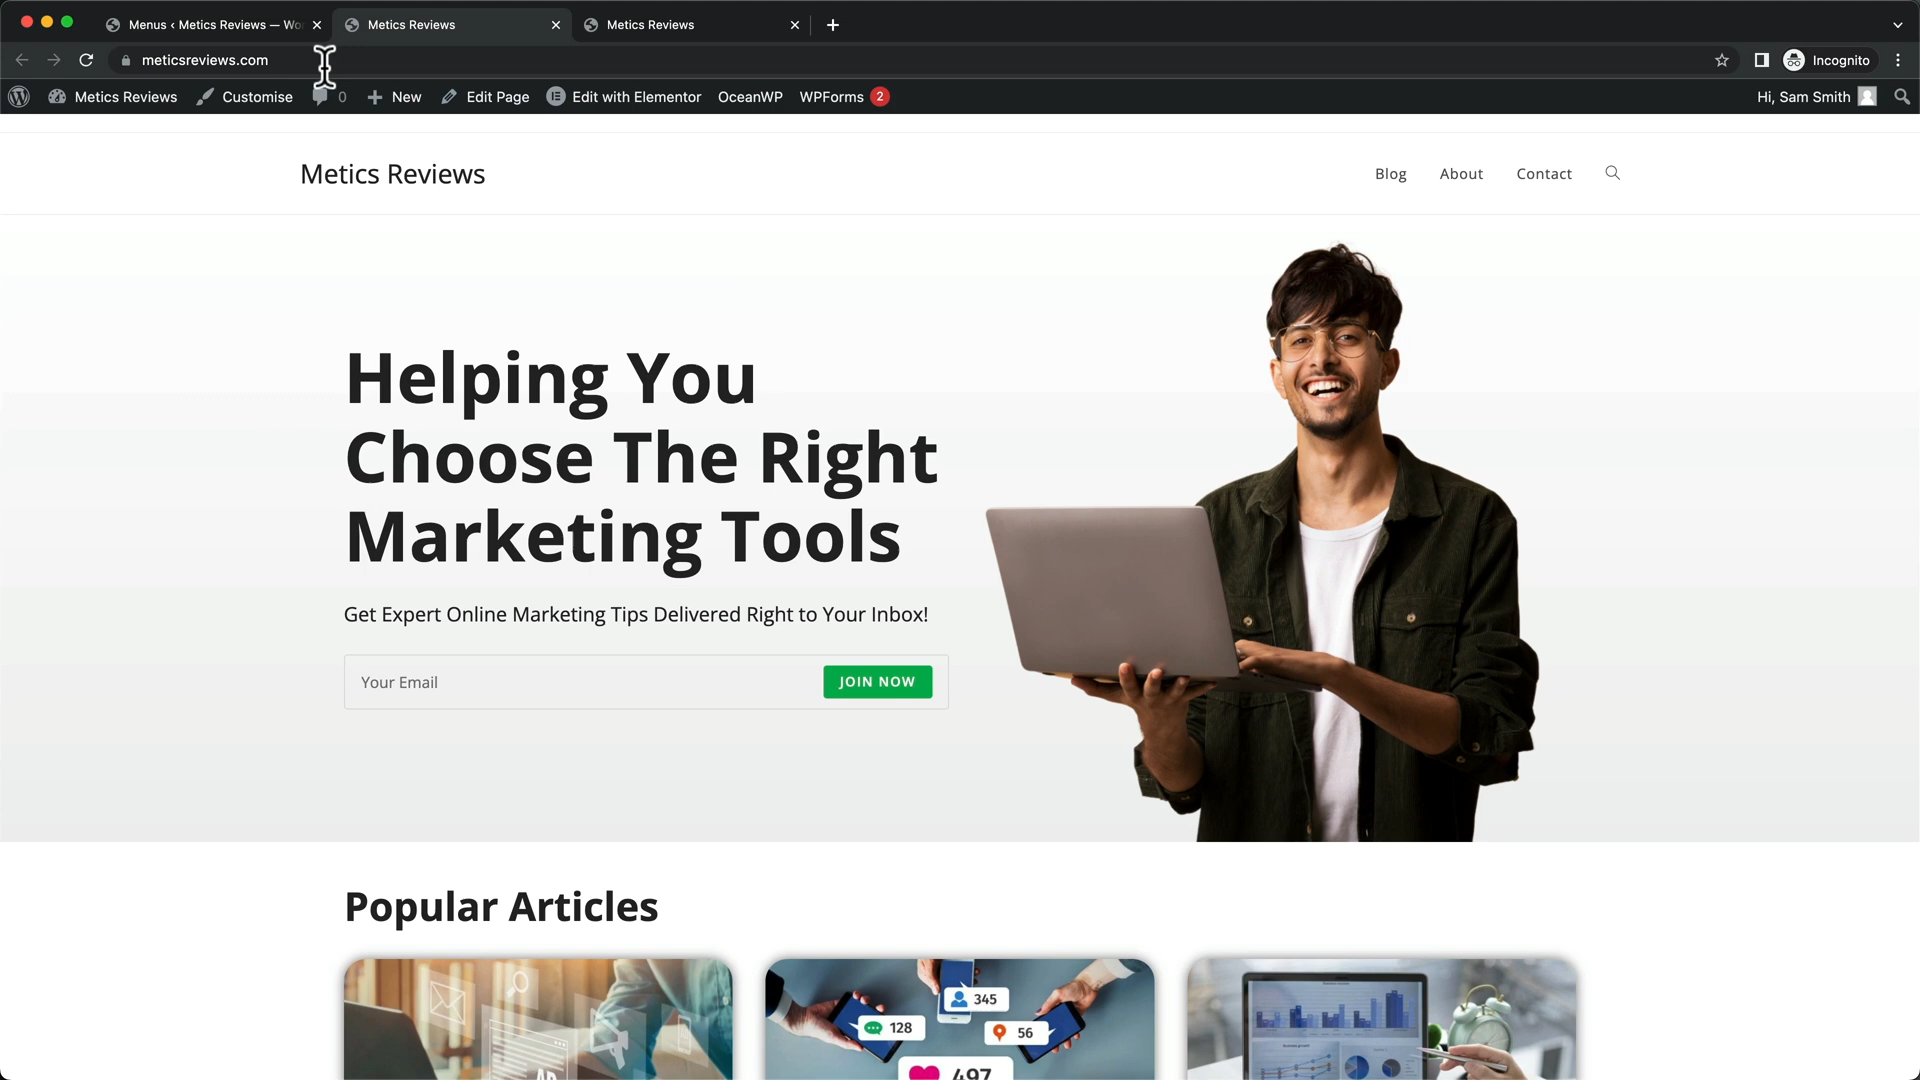 Menus ‹ Metics Reviews — Wo
Metics Reviews
Metics Reviews
meticsreviews.com
Incognito
Metics Reviews
Customise
0
New
Edit Page
Edit with Elementor
OceanWP
WPForms
2
Hi, Sam Smith
Metics Reviews
Blog
About
Contact
Helping You
Choose The Right
Marketing Tools
Get Expert Online Marketing Tips Delivered Right to Your Inbox!
Your Email
JOIN NOW
Popular Articles
345
128
56
497